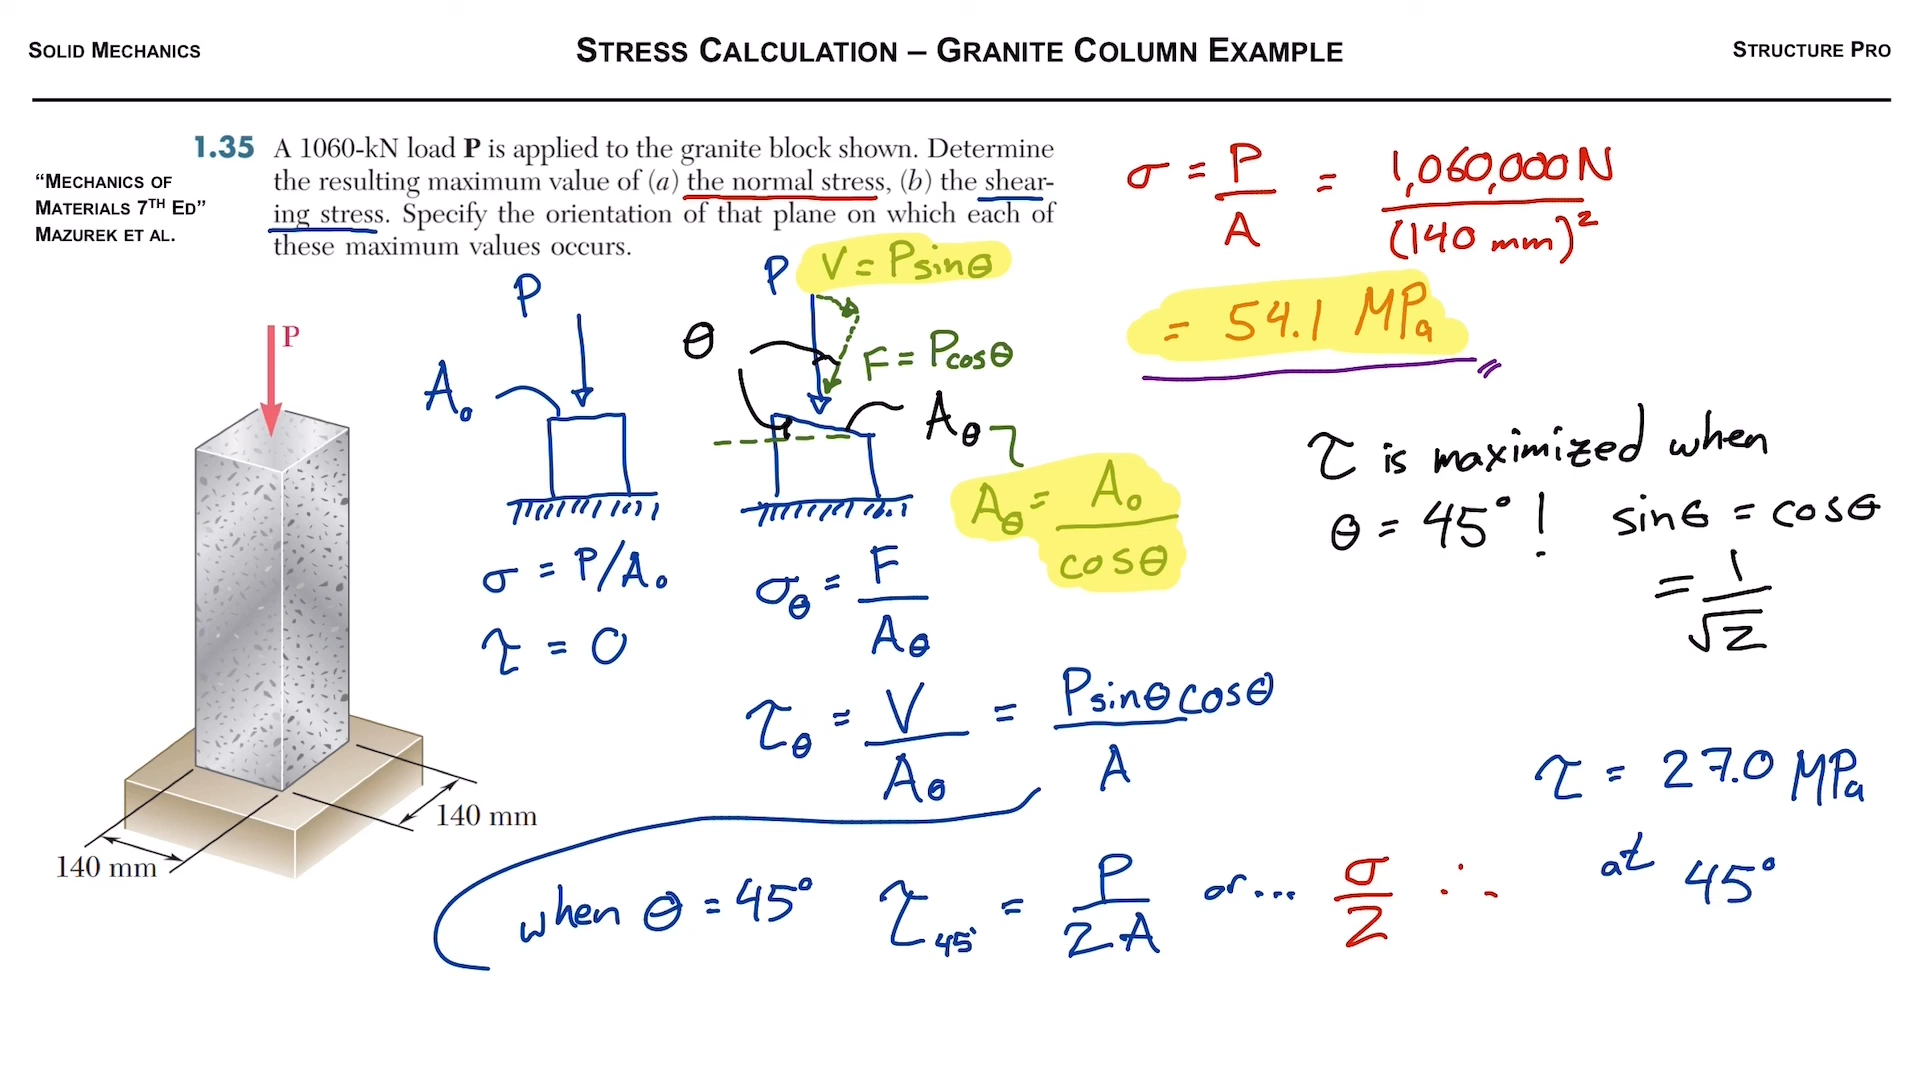 SOLID MECHANICS
STRESS CALCULATION – GRANITE COLUMN EXAMPLE
STRUCTURE PRO
“MECHANICS OF
MATERIALS 7TH ED”
MAZUREK ET AL.
1.35 A 1060-kN load P is applied to the granite block shown. Determine
the resulting maximum value of (a) the normal stress, (b) the shear-
ing stress. Specify the orientation of that plane on which each of
these maximum values occurs.
P
140 mm
140 mm
P
A₀
σ = P/A₀
τ = 0
P
V = Psinθ
θ
F = Pcosθ
Aθ
Aθ = A₀ / cosθ
σθ = F / Aθ
τθ = V / Aθ = Psinθcosθ / A
σ = P / A = 1,060,000 N / (140 mm)²
= 54.1 MPa
τ is maximized when
θ = 45° ! sinθ = cosθ
= 1 / √2
when θ = 45° τ45° = P / 2A or... σ / 2 ∴
τ = 27.0 MPa
at 45°